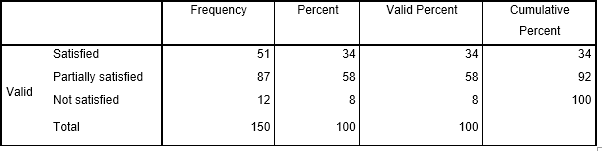 Frequency Percent Valid Percent Cumulative
Percent
Satisfied 51 34 34 34
Partially satisfied 87 58 58 92
Valid
Not satisfied 12 8 8 100
Total 150 100 100